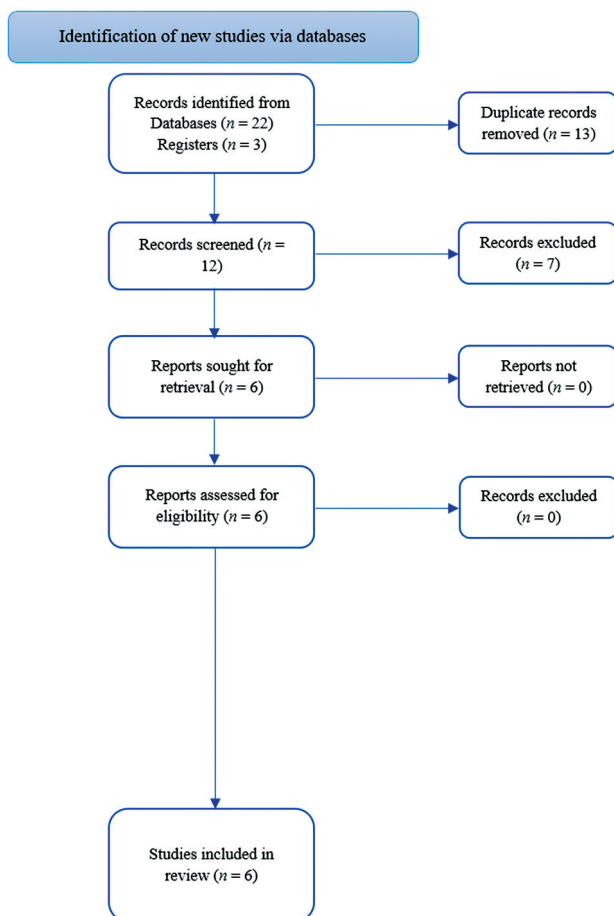 Identification of new studies via databases
Records identified from
Databases (n = 22)
Registers (n = 3)
Duplicate records
removed (n = 13)
Records screened (n =
12)
Records excluded
(n = 7)
Reports sought for
retrieval (n = 6)
Reports not
retrieved (n = 0)
Reports assessed for
eligibility (n = 6)
Records excluded
(n = 0)
Studies included in
review (n = 6)